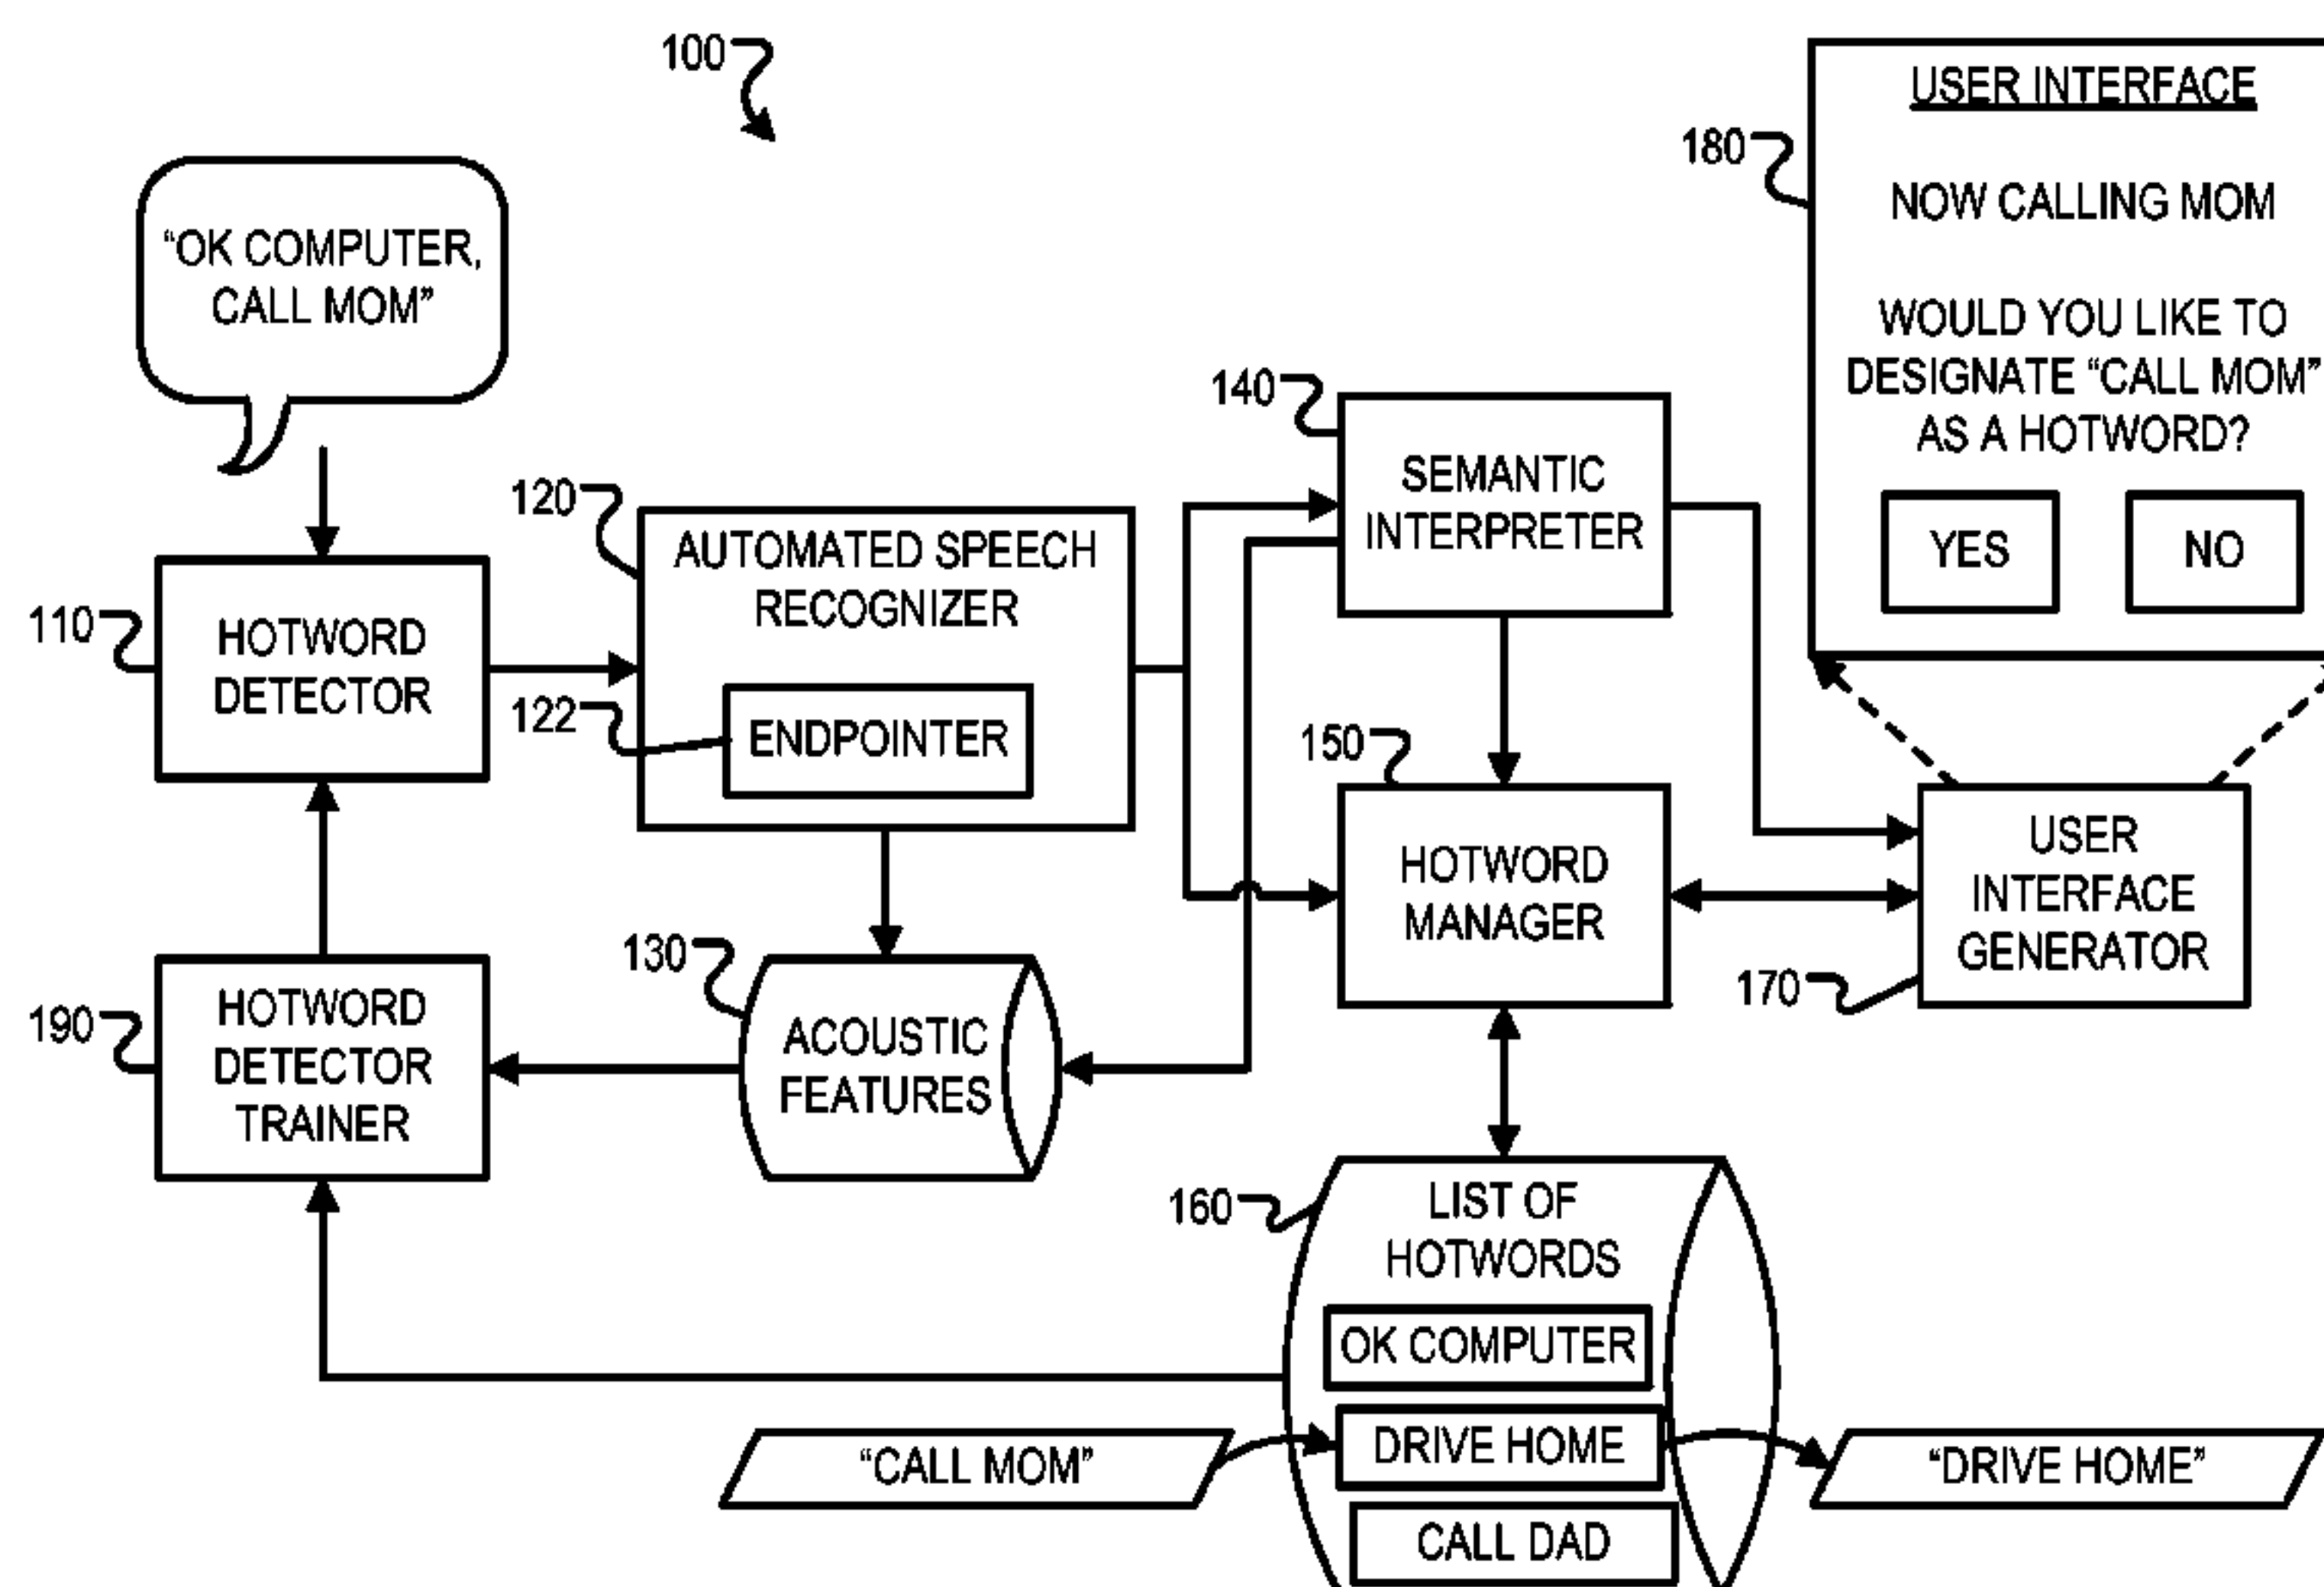 100
USER INTERFACE
180
NOW CALLING MOM
WOULD YOU LIKE TO
DESIGNATE “CALL MOM”
AS A HOTWORD?
YES
NO
“OK COMPUTER,
CALL MOM”
140
SEMANTIC
INTERPRETER
120
AUTOMATED SPEECH
RECOGNIZER
122
ENDPOINTER
110
HOTWORD
DETECTOR
150
HOTWORD
MANAGER
USER
INTERFACE
GENERATOR
170
130
ACOUSTIC
FEATURES
190
HOTWORD
DETECTOR
TRAINER
160
LIST OF
HOTWORDS
OK COMPUTER
“CALL MOM”
DRIVE HOME
“DRIVE HOME”
CALL DAD